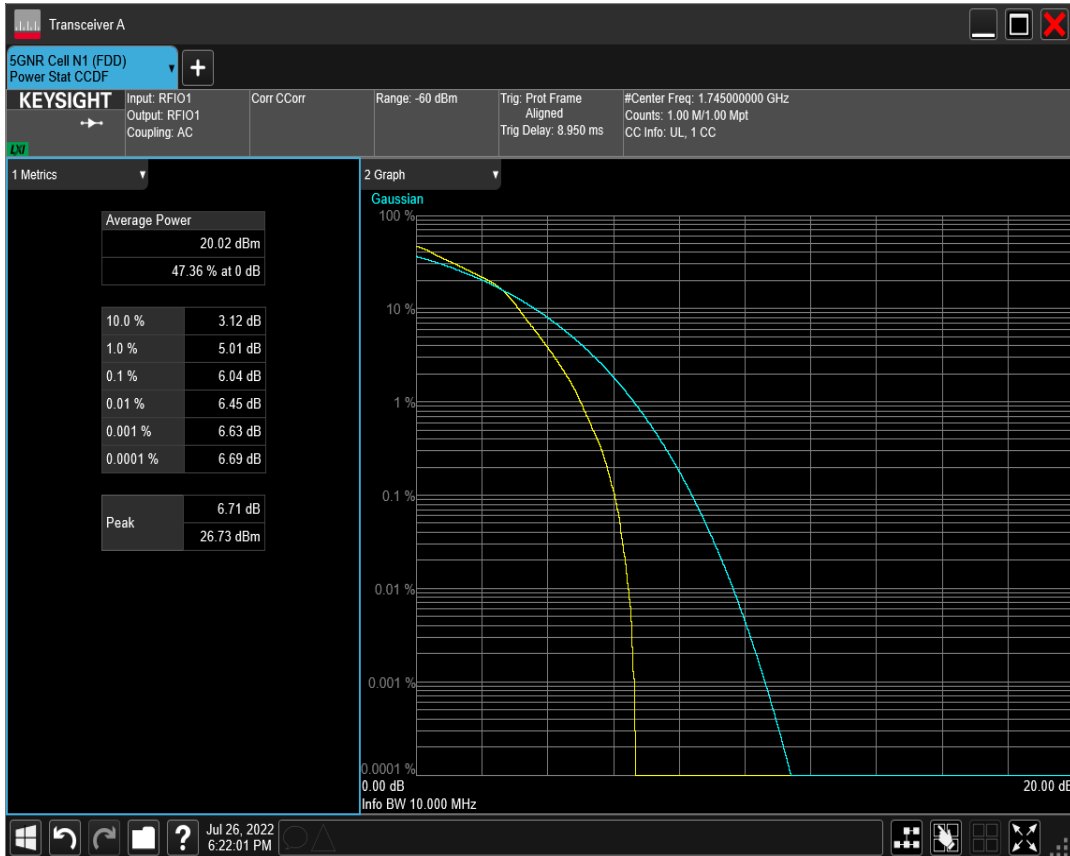 Transceiver A
5GNR Cell N1 (FDD)
Power Stat CCDF
+
KEYSIGHT
LXI
Input: RFIO1
Output: RFIO1
Coupling: AC
Corr CCorr
Range: -60 dBm
Trig: Prot Frame
Aligned
Trig Delay: 8.950 ms
#Center Freq: 1.745000000 GHz
Counts: 1.00 M/1.00 Mpt
CC Info: UL, 1 CC
1 Metrics
Average Power
20.02 dBm
47.36 % at 0 dB
10.0 % 3.12 dB
1.0 % 5.01 dB
0.1 % 6.04 dB
0.01 % 6.45 dB
0.001 % 6.63 dB
0.0001 % 6.69 dB
Peak
6.71 dB
26.73 dBm
2 Graph
Gaussian
100 %
10 %
1 %
0.1 %
0.01 %
0.001 %
0.0001 %
0.00 dB 20.00 dB
Info BW 10.000 MHz
?
Jul 26, 2022
6:22:01 PM